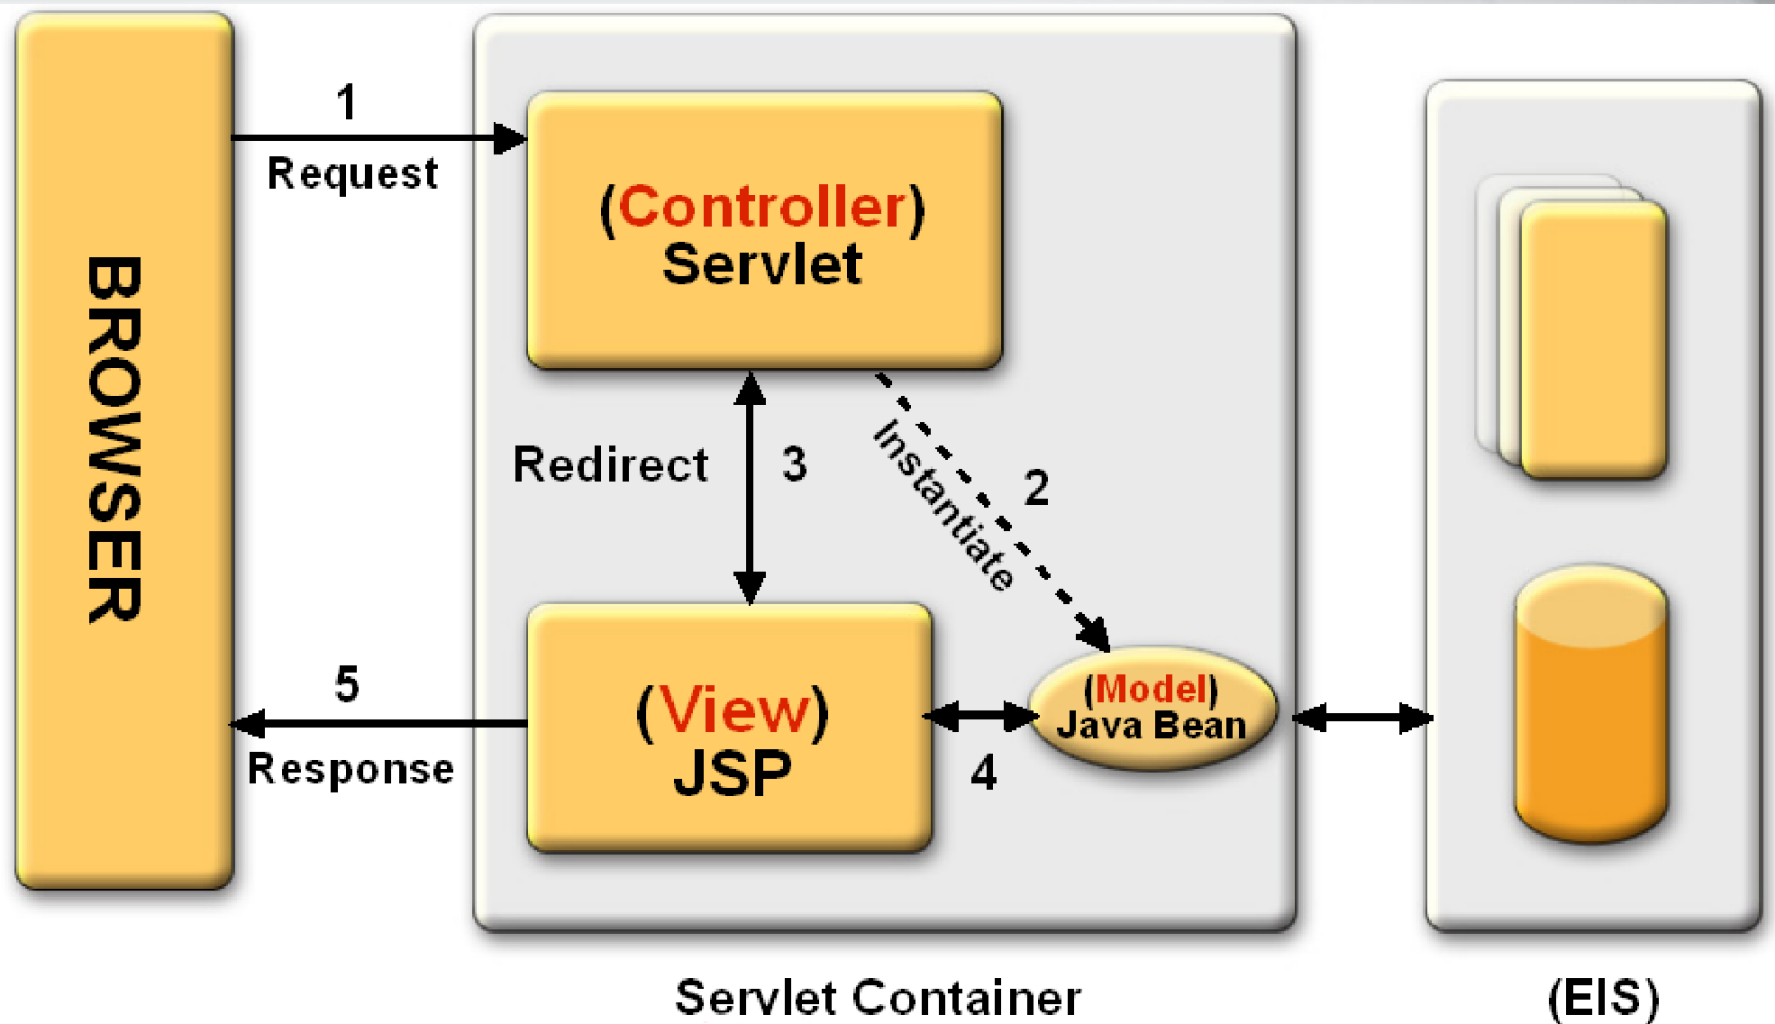 BROWSER
1
Request
(Controller)
Servlet
Redirect
3
Instantiate
2
(View)
JSP
4
(Model)
Java Bean
5
Response
Servlet Container
(EIS)